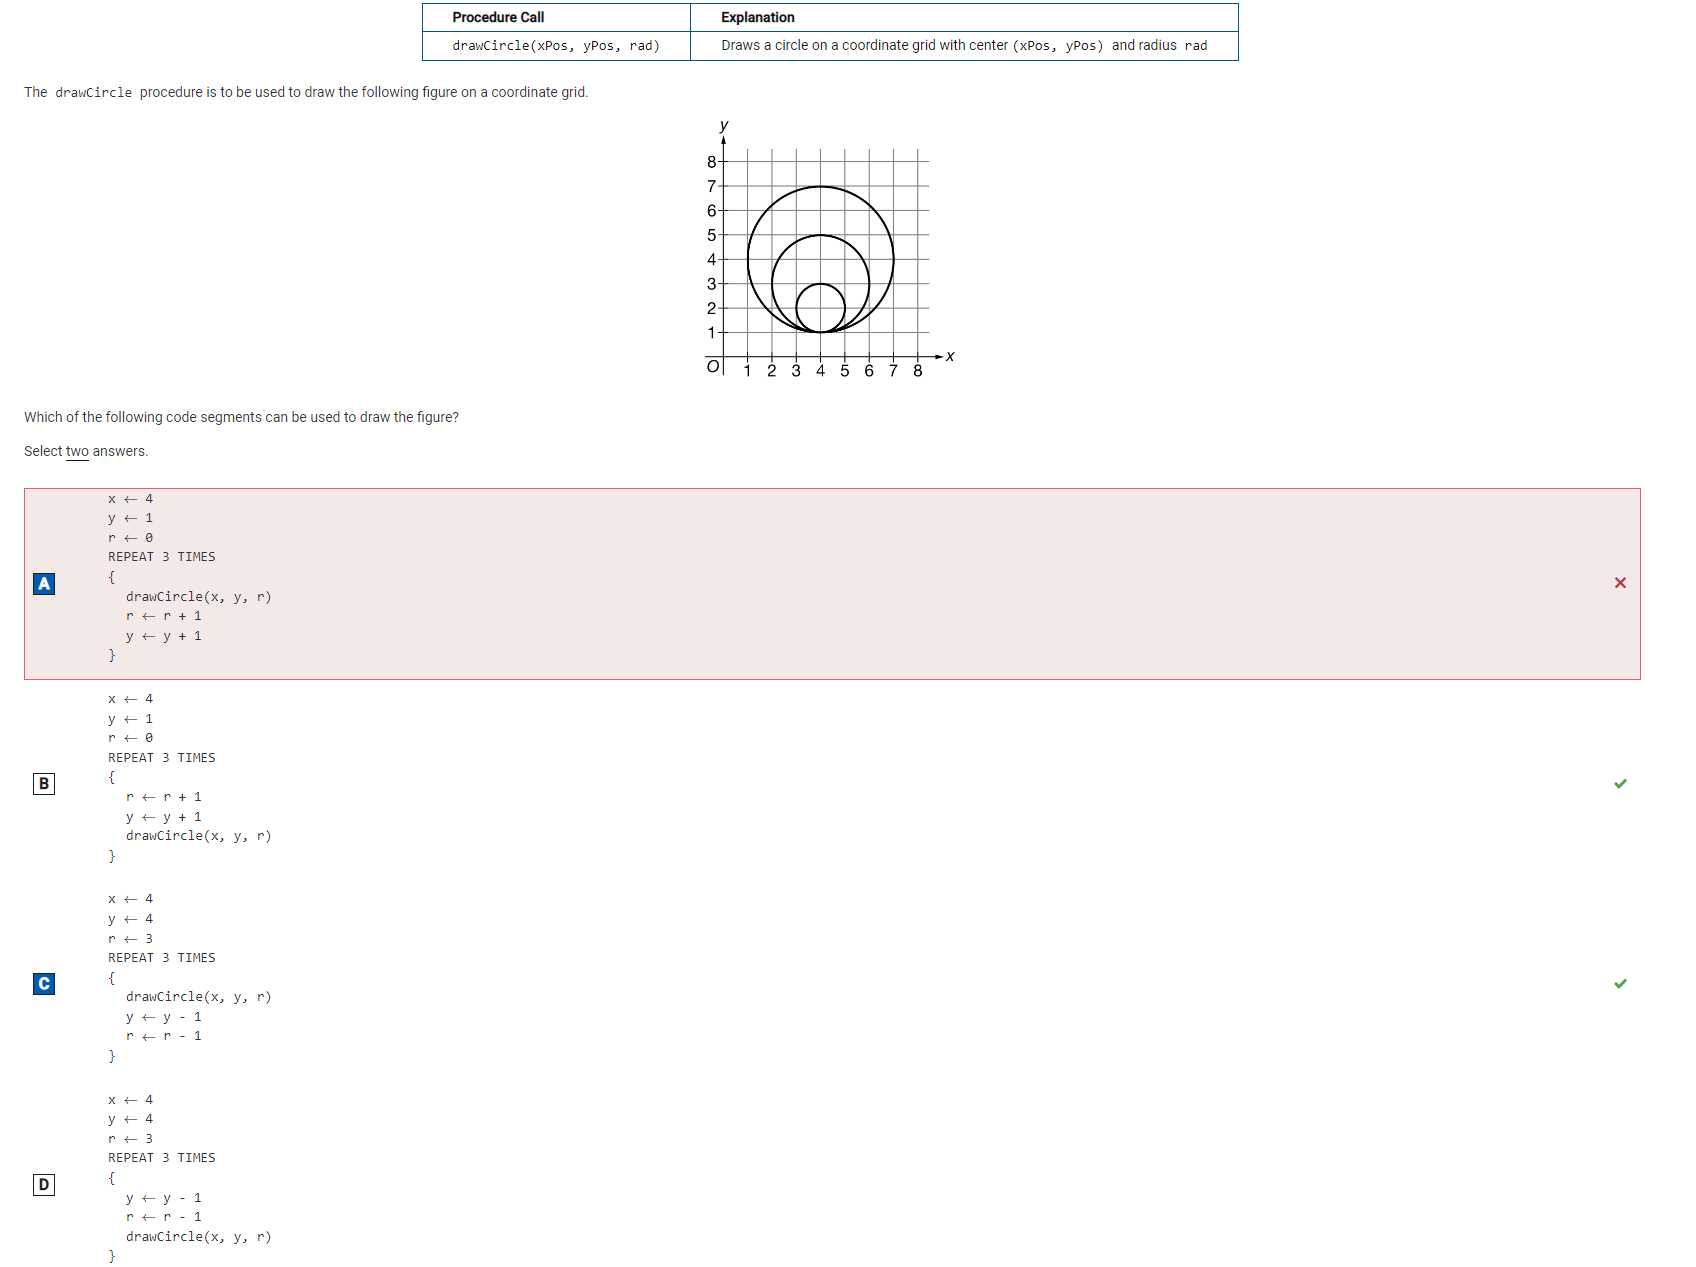 Procedure Call Explanation
drawCircle(xPos, yPos, rad) Draws a circle on a coordinate grid with center (xPos, yPos) and radius rad
The drawCircle procedure is to be used to draw the following figure on a coordinate grid.
y
8
7
6
5
4
3
2
1
x
O 1 2 3 4 5 6 7 8
Which of the following code segments can be used to draw the figure?
Select two answers.
A
x ← 4
y ← 1
r ← 0
REPEAT 3 TIMES
{
drawCircle(x, y, r)
r ← r + 1
y ← y + 1
}
B
x ← 4
y ← 1
r ← 0
REPEAT 3 TIMES
{
r ← r + 1
y ← y + 1
drawCircle(x, y, r)
}
C
x ← 4
y ← 4
r ← 3
REPEAT 3 TIMES
{
drawCircle(x, y, r)
y ← y - 1
r ← r - 1
}
D
x ← 4
y ← 4
r ← 3
REPEAT 3 TIMES
{
y ← y - 1
r ← r - 1
drawCircle(x, y, r)
}